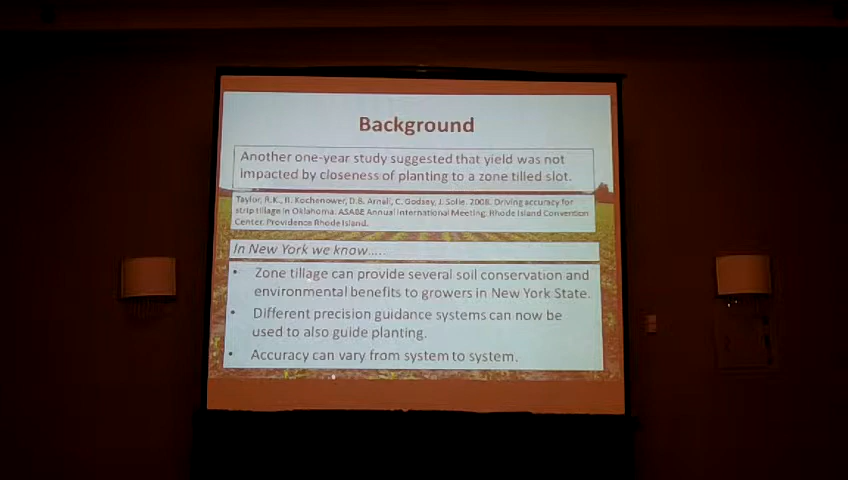 Background
Another one-year study suggested that yield was not
impacted by closeness of planting to a zone tilled slot.
Taylor, R.K., R. Kochenower, D.B. Arnall, C. Godsey, J. Solie. 2008. Driving accuracy for
strip tillage in Oklahoma. ASABE Annual International Meeting. Rhode Island Convention
Center. Providence Rhode Island.
In New York we know.....
• Zone tillage can provide several soil conservation and
environmental benefits to growers in New York State.
• Different precision guidance systems can now be
used to also guide planting.
• Accuracy can vary from system to system.